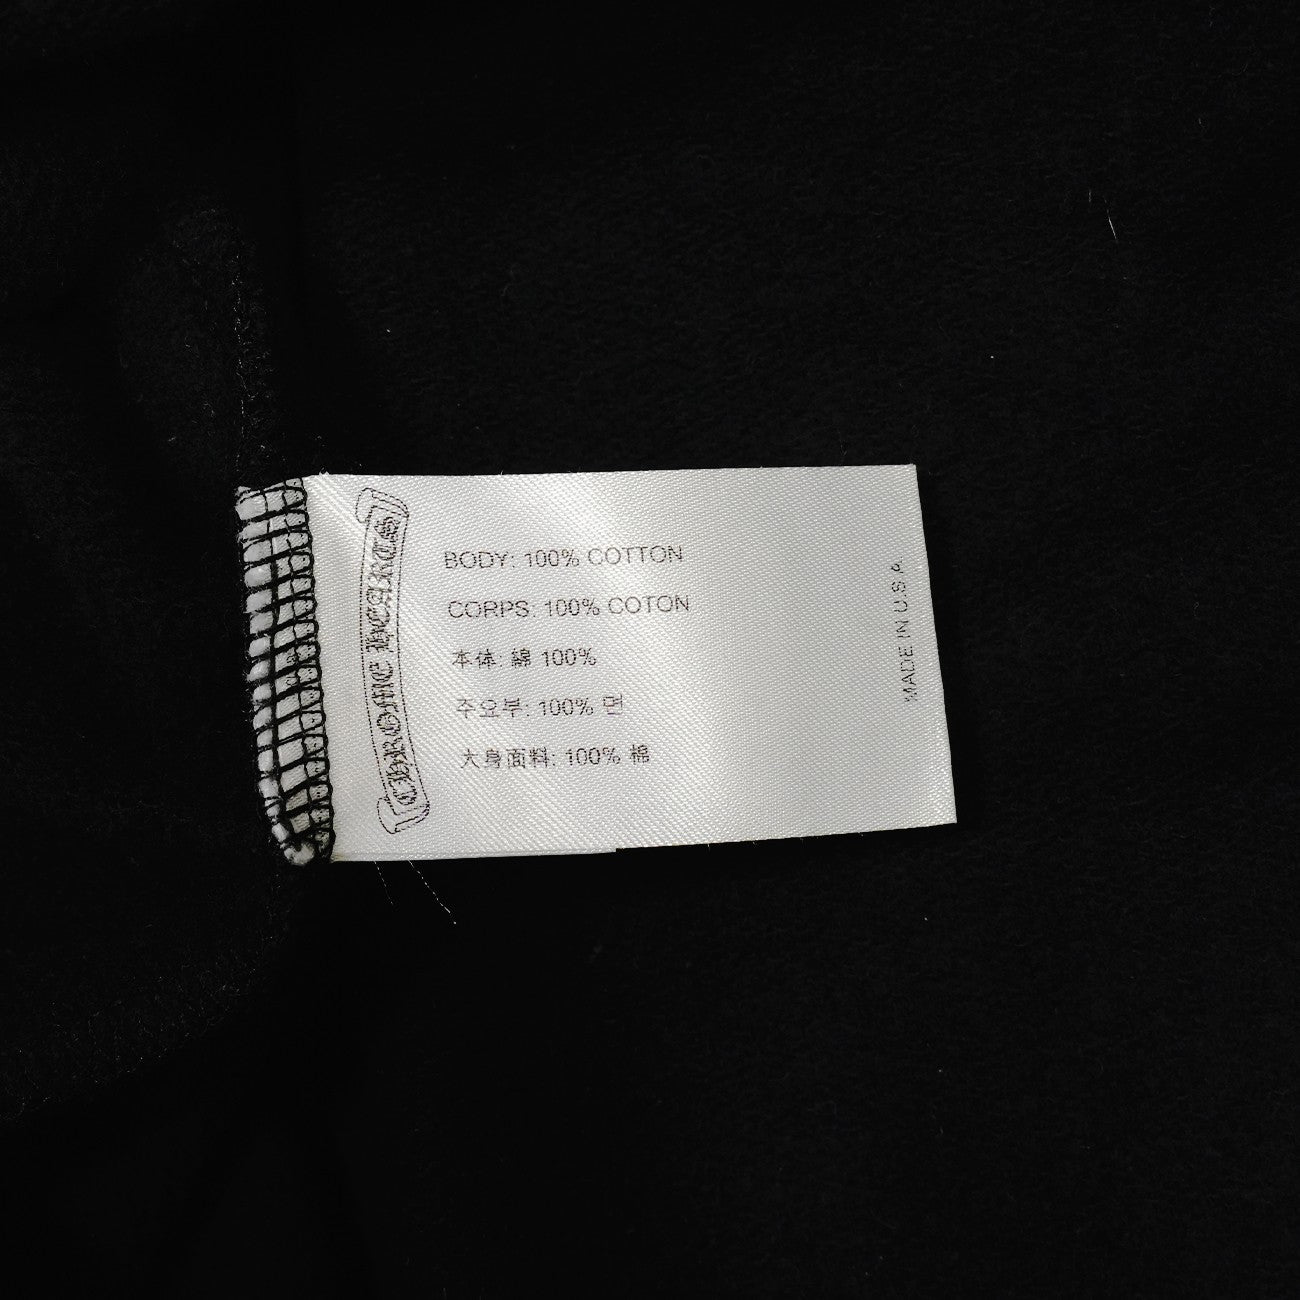 CHROME HEARTS
BODY: 100% COTTON
CORPS: 100% COTON
本体: 綿 100%
주요부: 100% 면
大身面料: 100% 棉
MADE IN U.S.A.